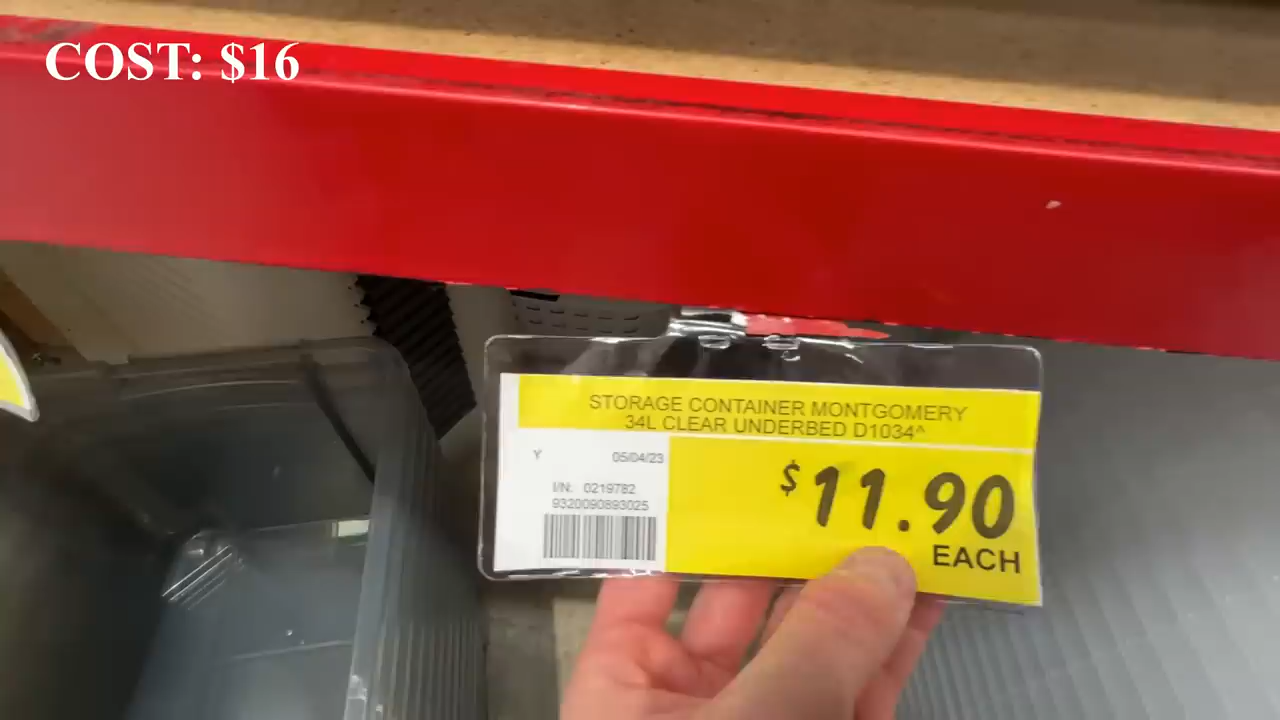 COST: $16
STORAGE CONTAINER MONTGOMERY
34L CLEAR UNDERBED D1034^
Y 05/04/23
I/N: 0219782
9320090893025
$11.90
EACH